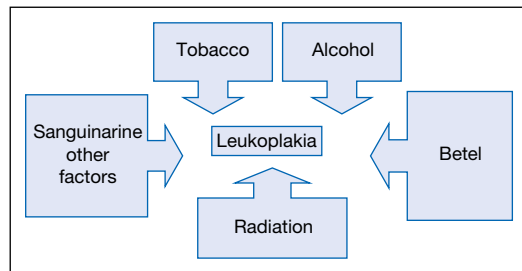 Tobacco
Alcohol
Sanguinarine
other
factors
Leukoplakia
Betel
Radiation